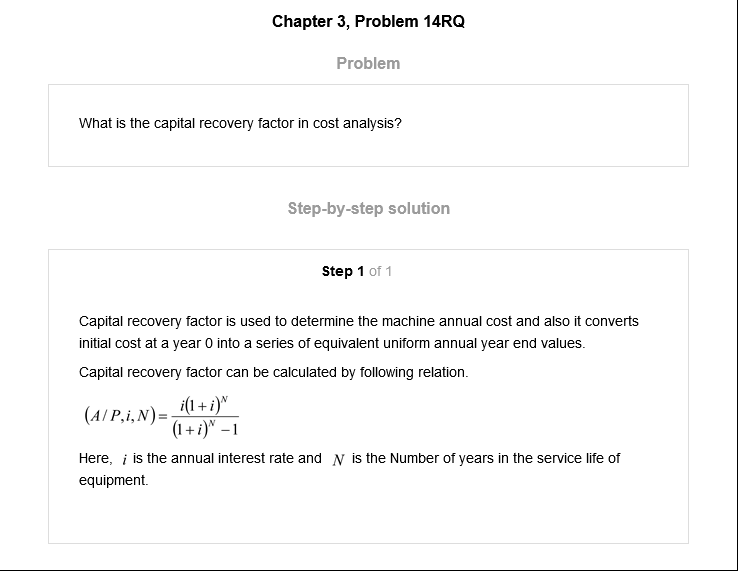 Chapter 3, Problem 14RQ
Problem
What is the capital recovery factor in cost analysis?
Step-by-step solution
Step 1 of 1
Capital recovery factor is used to determine the machine annual cost and also it converts
initial cost at a year 0 into a series of equivalent uniform annual year end values.
Capital recovery factor can be calculated by following relation.
(A/P,i,N)= i(1+i)^N / (1+i)^N −1
Here, i is the annual interest rate and N is the Number of years in the service life of
equipment.